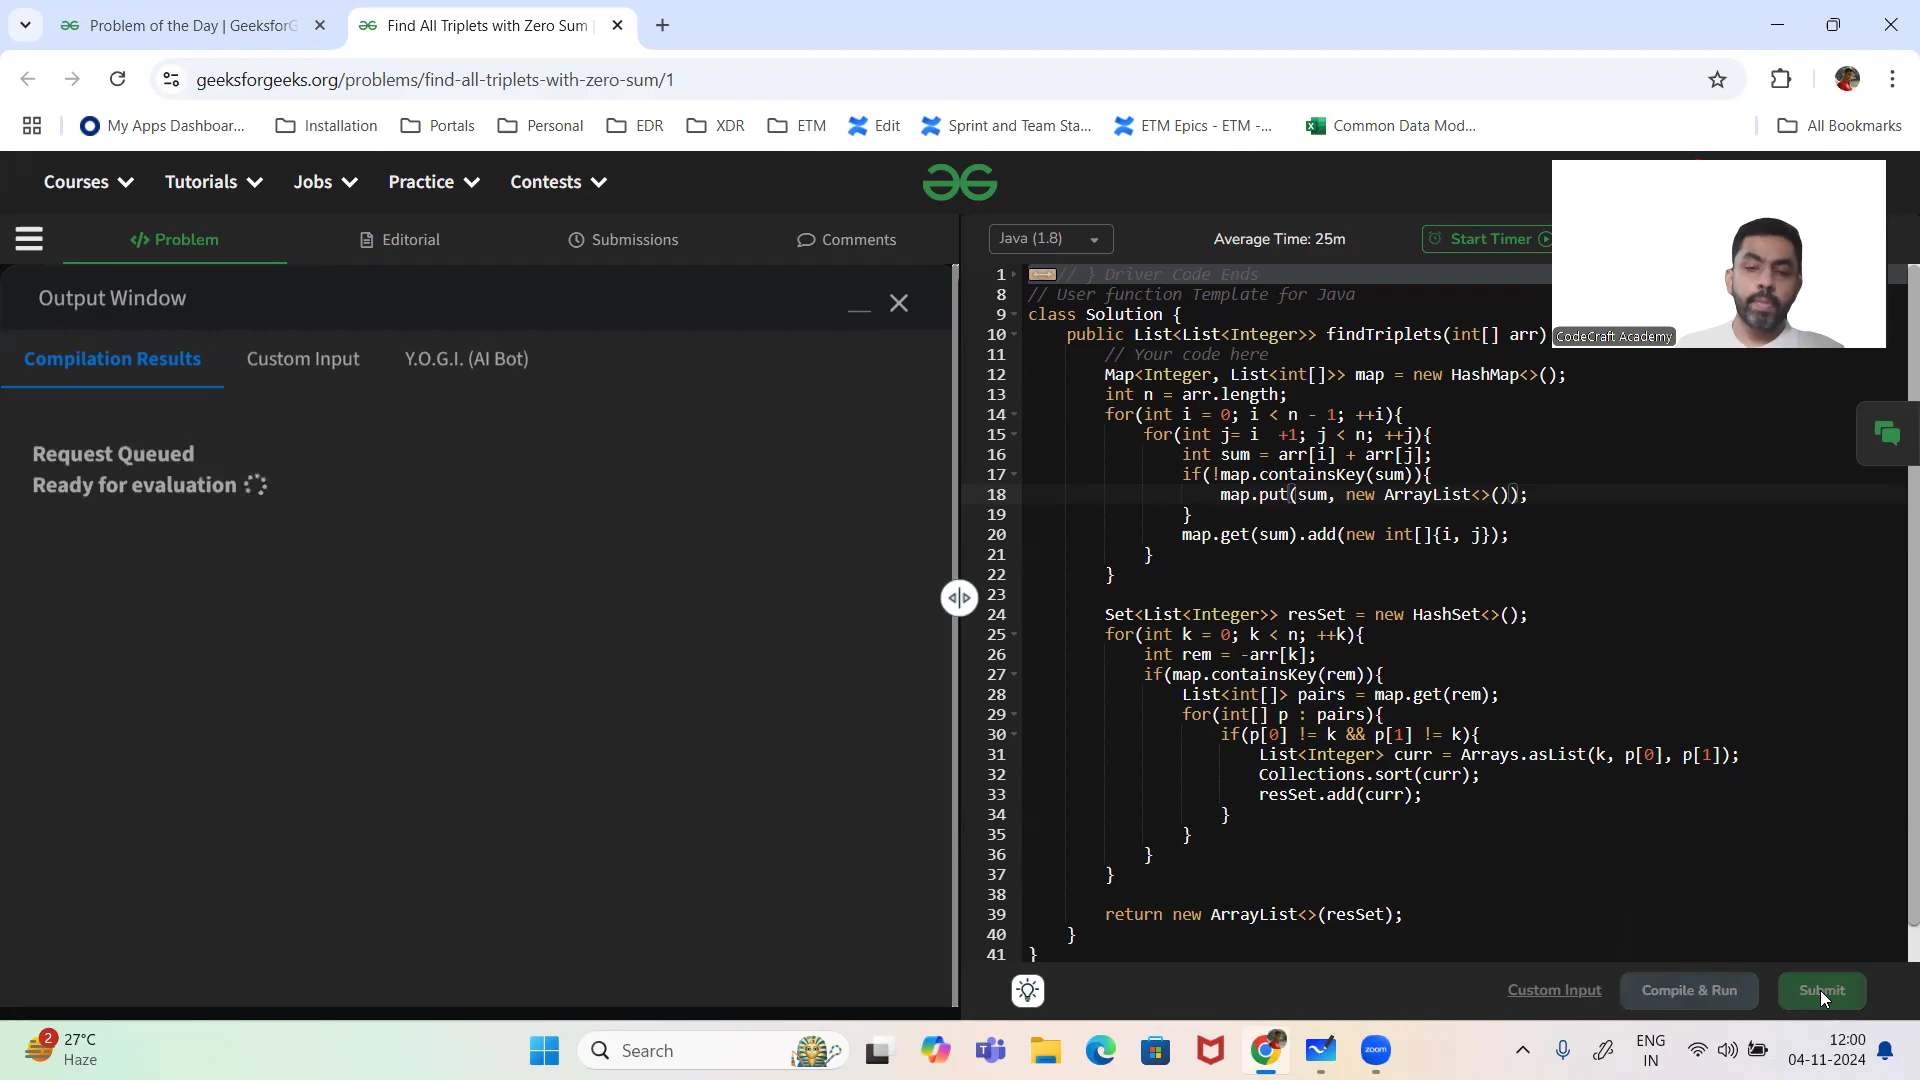 Problem of the Day | GeeksforG
Find All Triplets with Zero Sum |
geeksforgeeks.org/problems/find-all-triplets-with-zero-sum/1
My Apps Dashboar...
Installation
Portals
Personal
EDR
XDR
ETM
Edit
Sprint and Team Sta...
ETM Epics - ETM -...
Common Data Mod...
All Bookmarks
Courses
Tutorials
Jobs
Practice
Contests
Problem
Editorial
Submissions
Comments
Java (1.8)
Average Time: 25m
Start Timer
CodeCraft Academy
Output Window
Compilation Results
Custom Input
Y.O.G.I. (AI Bot)
Request Queued
Ready for evaluation
1 // } Driver Code Ends
8 // User function Template for Java
9 class Solution {
10 public List<List<Integer>> findTriplets(int[] arr)
11 // Your code here
12 Map<Integer, List<int[]>> map = new HashMap<>();
13 int n = arr.length;
14 for(int i = 0; i < n - 1; ++i){
15 for(int j= i  +1; j < n; ++j){
16 int sum = arr[i] + arr[j];
17 if(!map.containsKey(sum)){
18 map.put(sum, new ArrayList<>());
19 }
20 map.get(sum).add(new int[]{i, j});
21 }
22 }
23
24 Set<List<Integer>> resSet = new HashSet<>();
25 for(int k = 0; k < n; ++k){
26 int rem = -arr[k];
27 if(map.containsKey(rem)){
28 List<int[]> pairs = map.get(rem);
29 for(int[] p : pairs){
30 if(p[0] != k && p[1] != k){
31 List<Integer> curr = Arrays.asList(k, p[0], p[1]);
32 Collections.sort(curr);
33 resSet.add(curr);
34 }
35 }
36 }
37 }
38
39 return new ArrayList<>(resSet);
40 }
41 }
Custom Input
Compile & Run
Submit
2
27°C
Haze
Search
zoom
ENG
IN
12:00
04-11-2024